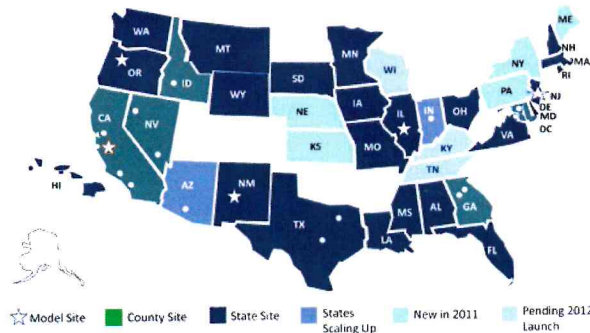 ME
WA
MT
MN
NH
MA
RI
OR
ID
SD
WI
NY
WY
IA
PA
NJ
NE
IL
IN
OH
DE
MD
CA
NV
DC
VA
KS
MO
KY
HI
AZ
NM
TN
TX
MS
AL
GA
LA
FL
Model Site
County Site
State Site
States
Scaling Up
New in 2011
Pending 2012
Launch